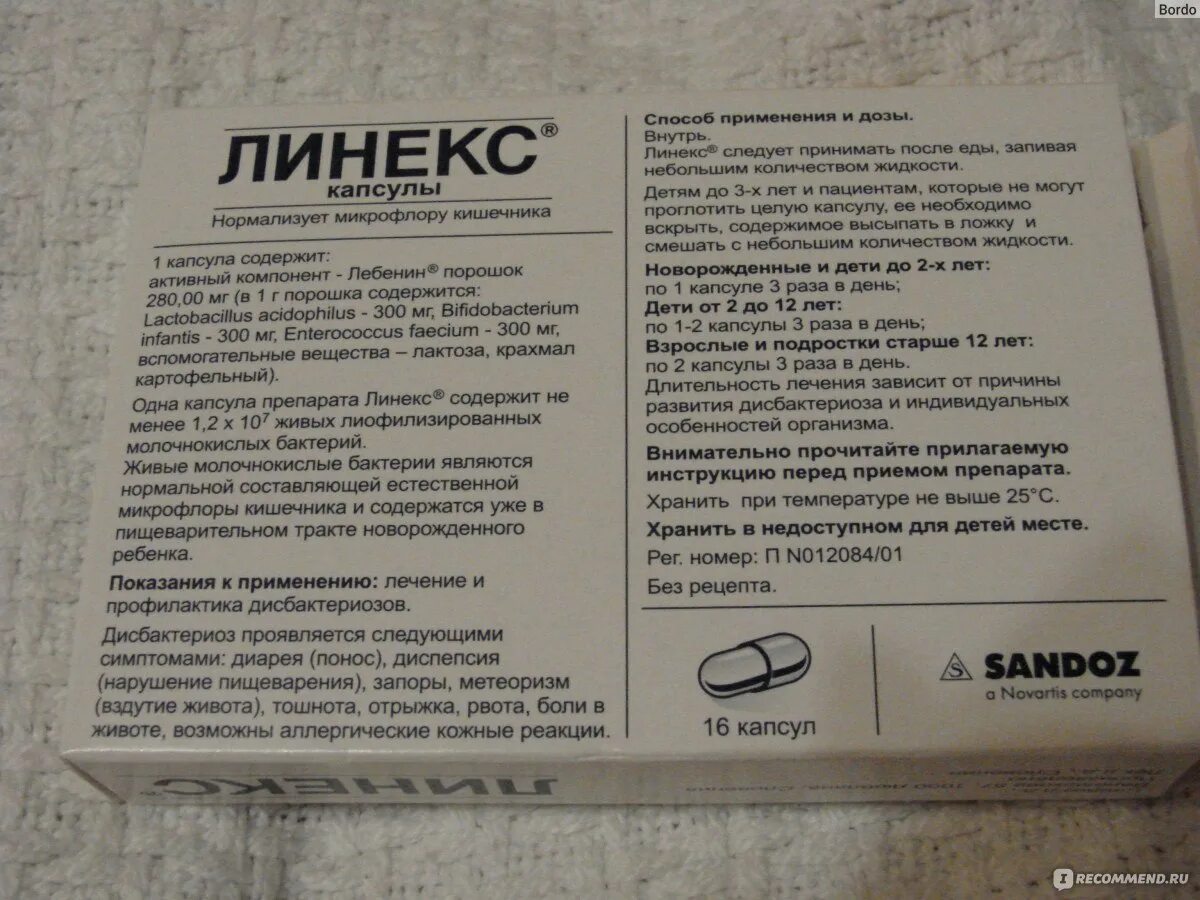 Bordo
ЛИНЕКС®
капсулы
Нормализует микрофлору кишечника
1 капсула содержит:
активный компонент - Лебенин® порошок
280,00 мг (в 1 г порошка содержится:
Lactobacillus acidophilus - 300 мг, Bifidobacterium
infantis - 300 мг, Enterococcus faecium - 300 мг,
вспомогательные вещества – лактоза, крахмал
картофельный).
Одна капсула препарата Линекс® содержит не
менее 1,2 x 10⁷ живых лиофилизированных
молочнокислых бактерий.
Живые молочнокислые бактерии являются
нормальной составляющей естественной
микрофлоры кишечника и содержатся уже в
пищеварительном тракте новорожденного
ребенка.
Показания к применению: лечение и
профилактика дисбактериозов.
Дисбактериоз проявляется следующими
симптомами: диарея (понос), диспепсия
(нарушение пищеварения), запоры, метеоризм
(вздутие живота), тошнота, отрыжка, рвота, боли в
животе, возможны аллергические кожные реакции.
Способ применения и дозы.
Внутрь.
Линекс® следует принимать после еды, запивая
небольшим количеством жидкости.
Детям до 3-х лет и пациентам, которые не могут
проглотить целую капсулу, ее необходимо
вскрыть, содержимое высыпать в ложку и
смешать с небольшим количеством жидкости.
Новорожденные и дети до 2-х лет:
по 1 капсуле 3 раза в день;
Дети от 2 до 12 лет:
по 1-2 капсулы 3 раза в день;
Взрослые и подростки старше 12 лет:
по 2 капсулы 3 раза в день.
Длительность лечения зависит от причины
развития дисбактериоза и индивидуальных
особенностей организма.
Внимательно прочитайте прилагаемую
инструкцию перед приемом препарата.
Хранить при температуре не выше 25°С.
Хранить в недоступном для детей месте.
Рег. номер: П N012084/01
Без рецепта.
16 капсул
SANDOZ
a Novartis company
ЛИНЕКС®
RECOMMEND.RU